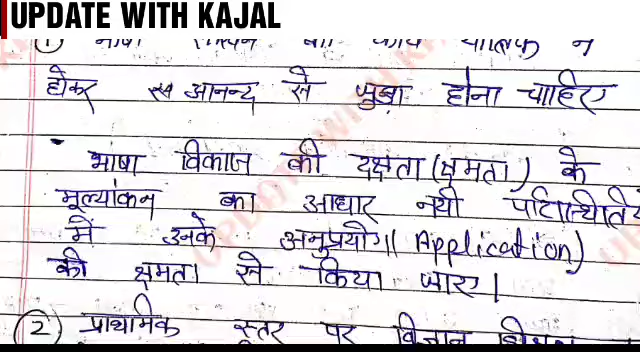 UPDATE WITH KAJAL
(1) भाषा का कार्य यांत्रिक न
होकर आनन्द से जुड़ा होना चाहिए
भाषा विकास की दक्षता (क्षमता) के
मूल्यांकन का आधार नयी
में उनके अनुप्रयोग (Application)
की क्षमता से किया जाए।
(2) प्राथमिक स्तर पर विज्ञान